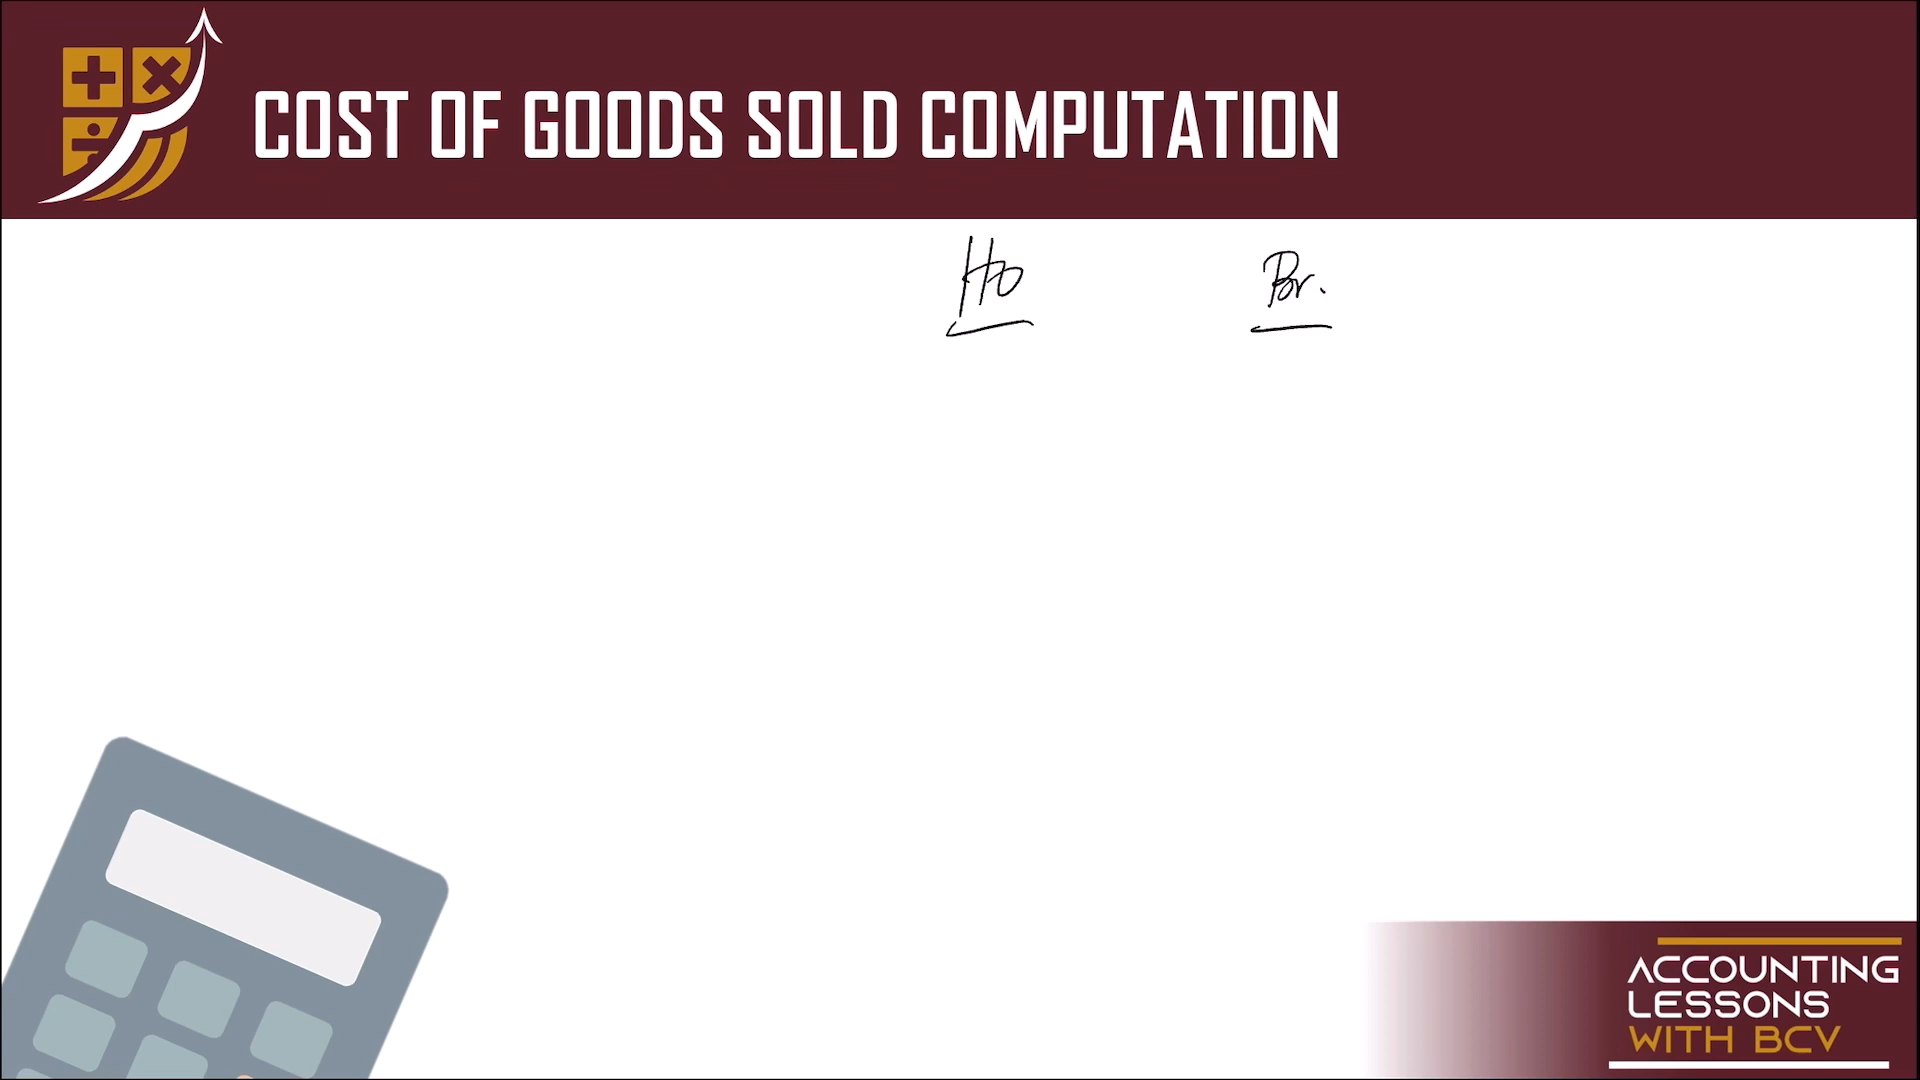 COST OF GOODS SOLD COMPUTATION
HO Br.
ACCOUNTING
LESSONS
WITH BCV